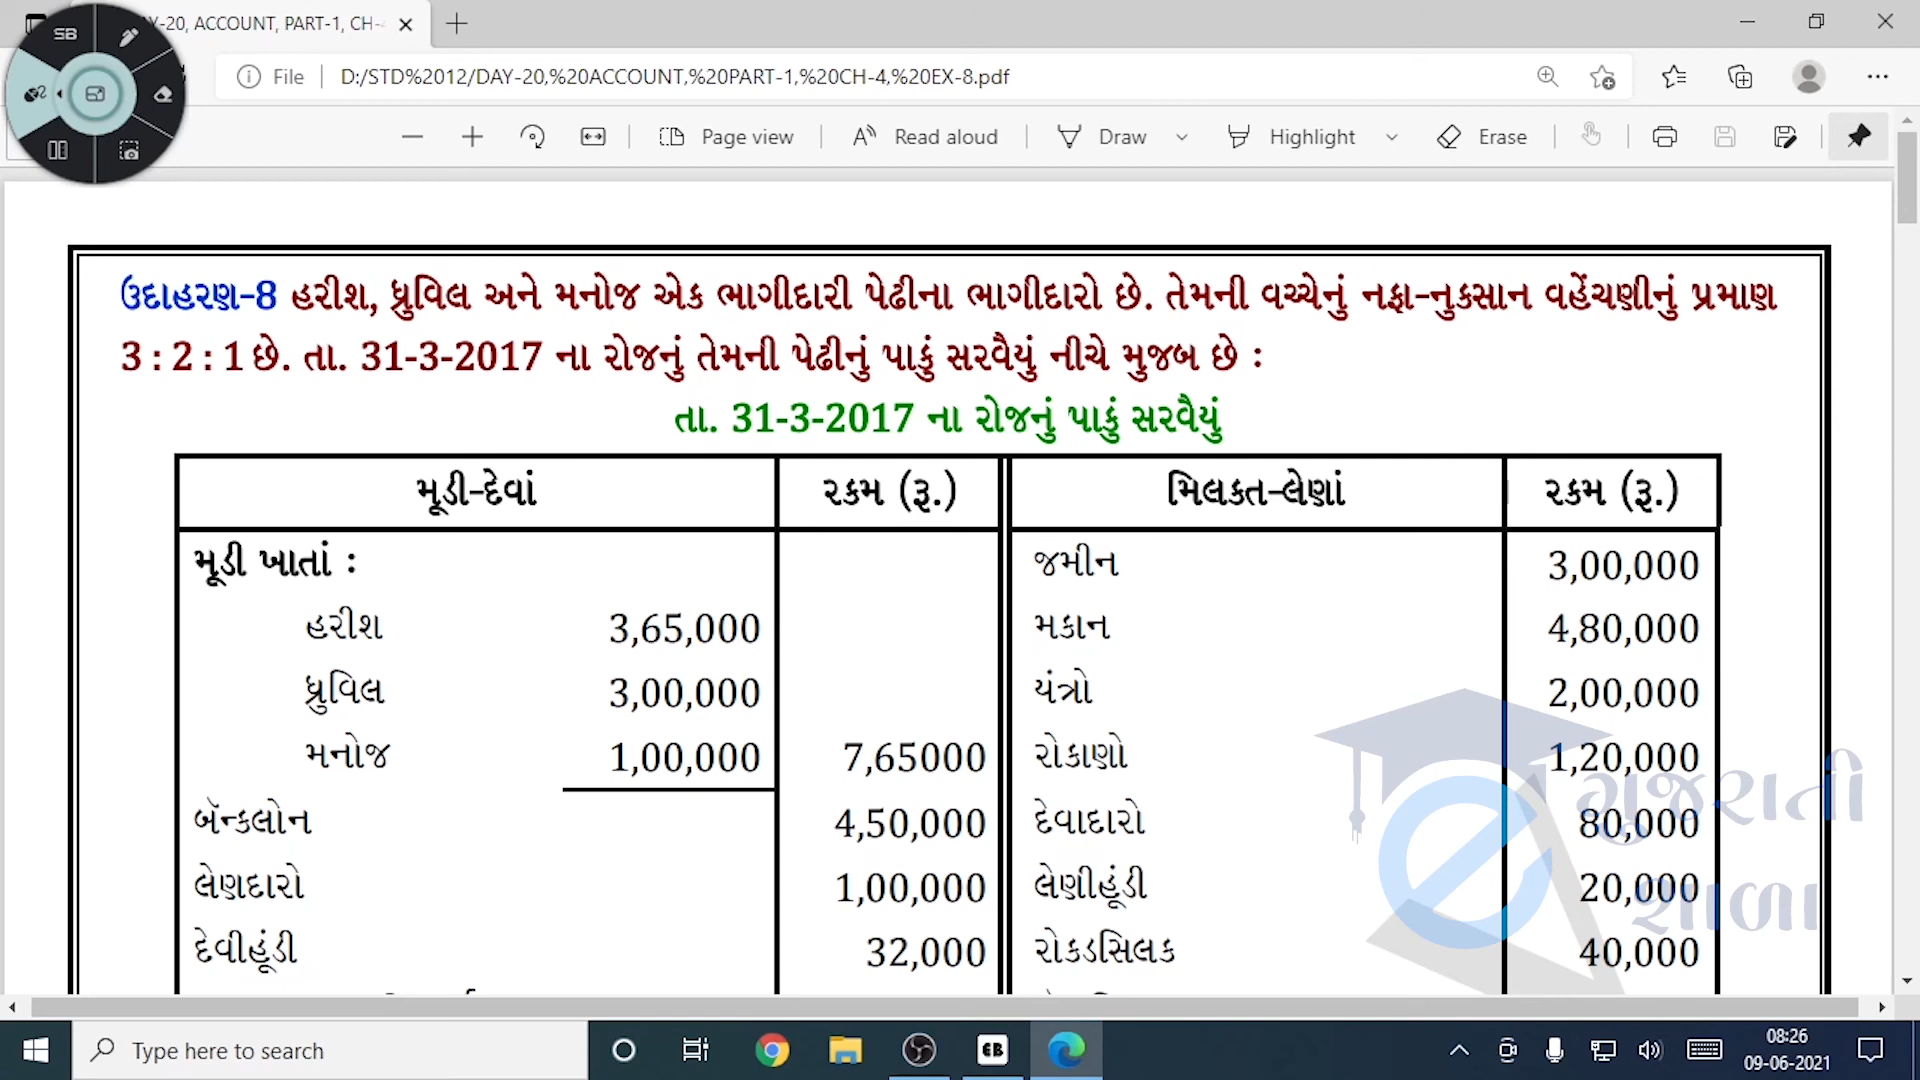 DAY-20, ACCOUNT, PART-1, CH-
SB
File
D:/STD%2012/DAY-20,%20ACCOUNT,%20PART-1,%20CH-4,%20EX-8.pdf
Page view
Read aloud
Draw
Highlight
Erase
ઉદાહરણ-8 હરીશ, ધ્રુવિલ અને મનોજ એક ભાગીદારી પેઢીના ભાગીદારો છે. તેમની વચ્ચેનું નફા-નુકસાન વહેંચણીનું પ્રમાણ
3 : 2 : 1 છે. તા. 31-3-2017 ના રોજનું તેમની પેઢીનું પાકું સરવૈયું નીચે મુજબ છે :
તા. 31-3-2017 ના રોજનું પાકું સરવૈયું
મૂડી-દેવાં રકમ (રૂ.) મિલકત-લેણાં રકમ (રૂ.)
મૂડી ખાતાં : જમીન 3,00,000
હરીશ 3,65,000 મકાન 4,80,000
ધ્રુવિલ 3,00,000 યંત્રો 2,00,000
મનોજ 1,00,000 7,65000 રોકાણો 1,20,000
બૅન્કલોન 4,50,000 દેવાદારો 80,000
લેણદારો 1,00,000 લેણીહૂંડી 20,000
દેવીહૂંડી 32,000 રોકડસિલક 40,000
ગુજરાતી
શાળા
Type here to search
08:26
09-06-2021